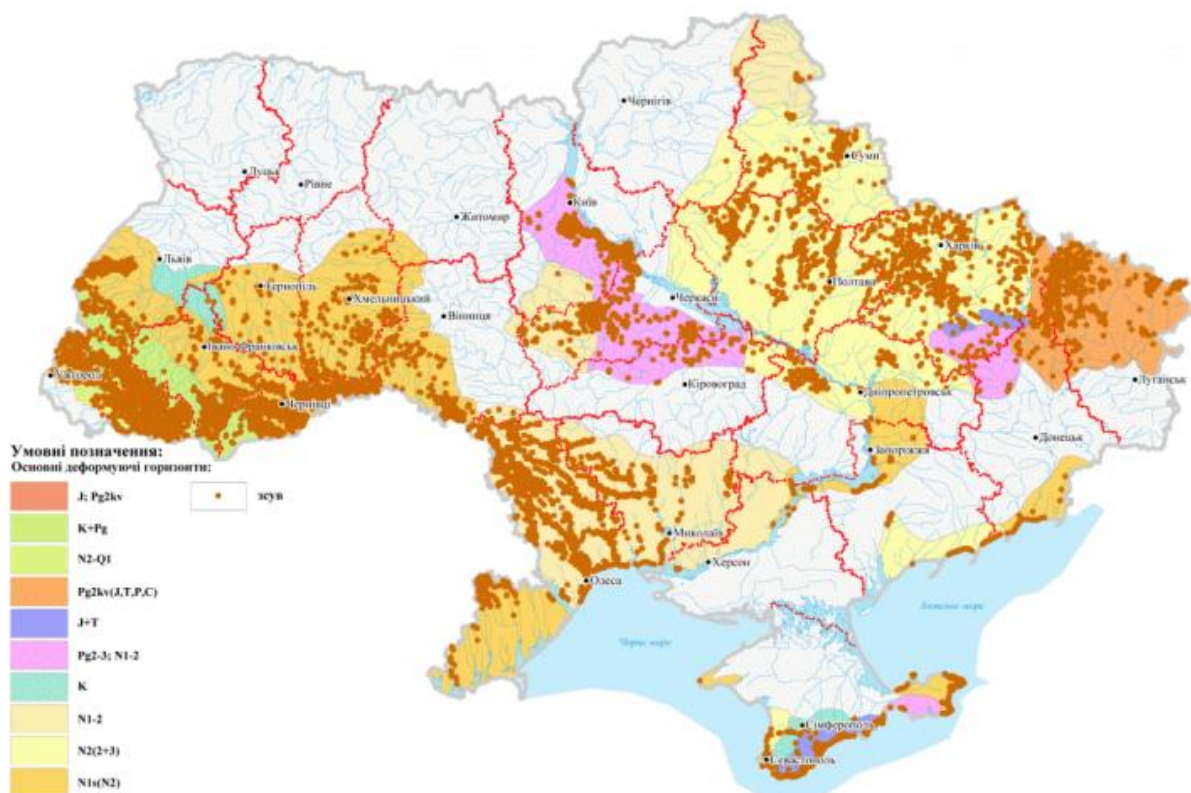 Чернігів
Суми
Луцьк
Рівне
Київ
Житомир
Харків
Львів
Тернопіль
Хмельницький
Полтава
Черкаси
Вінниця
Івано-Франківськ
Ужгород
Кіровоград
Луганськ
Дніпропетровськ
Чернівці
Донецьк
Запоріжжя
Миколаїв
Херсон
Одеса
Азовське море
Чорне море
Сімферополь
Севастополь
Умовні позначення:
Основні деформуючі горизонти:
J; Pg2kv
зсув
K+Pg
N2-Q1
Pg2kv(J,T,P,C)
J+T
Pg2-3; N1-2
K
N1-2
N2(2+3)
N1s(N2)